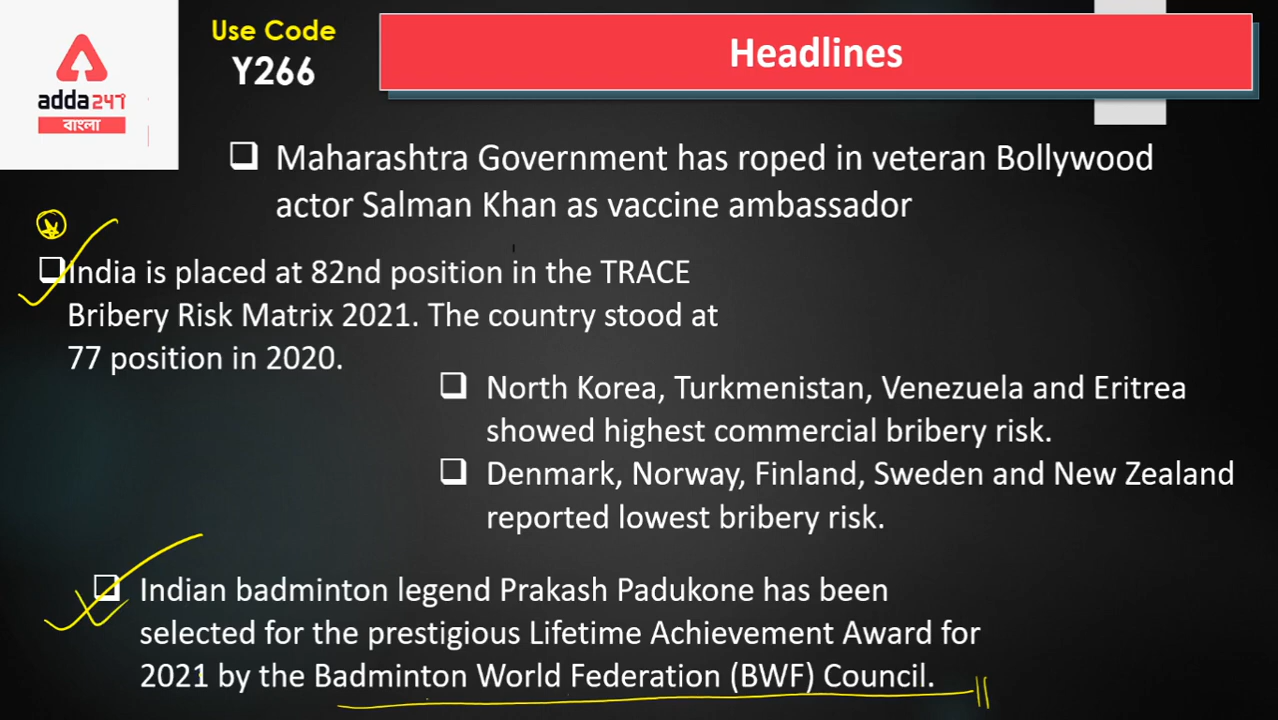 Use Code
Y266
Headlines
adda247
বাংলা
Maharashtra Government has roped in veteran Bollywood
actor Salman Khan as vaccine ambassador
India is placed at 82nd position in the TRACE
Bribery Risk Matrix 2021. The country stood at
77 position in 2020.
North Korea, Turkmenistan, Venezuela and Eritrea
showed highest commercial bribery risk.
Denmark, Norway, Finland, Sweden and New Zealand
reported lowest bribery risk.
Indian badminton legend Prakash Padukone has been
selected for the prestigious Lifetime Achievement Award for
2021 by the Badminton World Federation (BWF) Council.